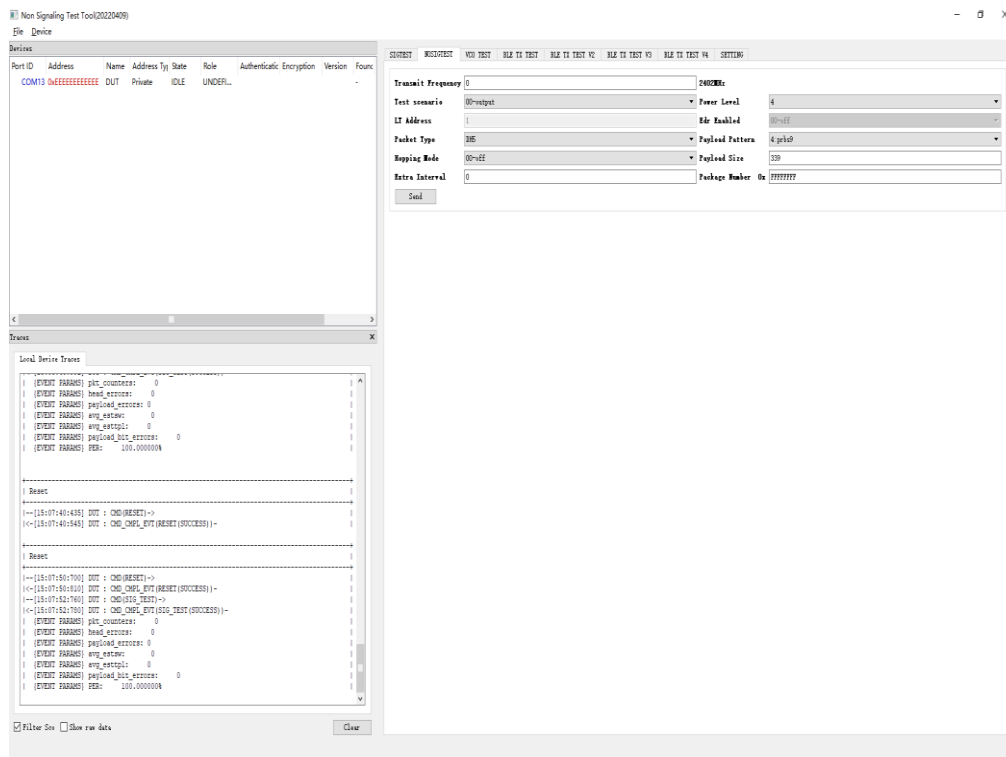 Non Signaling Test Tool(20220409)
File Device
Devices
Port ID Address Name Address Ty State Role Authenticatic Encryption Version Founc
COM13 0xEEEEEEEEEEEE DUT Private IDLE UNDEFI... -
SIGTEST NOSIGTEST VCO TEST BLE TX TEST BLE TX TEST V2 BLE TX TEST V3 BLE TX TEST V4 SETTING
Transmit Frequency 0 2402MHz
Test scenario 00-output Power Level 4
LT Address 1 Edr Enabled 00-off
Packet Type DH5 Payload Pattern 4:prbs9
Hopping Mode 00-off Payload Size 339
Extra Interval 0 Package Number 0x FFFFFFFF
Send
Traces x
Local Device Traces
| (EVENT PARAMS) pkt_counters: 0 |
| (EVENT PARAMS) head_errors: 0 |
| (EVENT PARAMS) payload_errors: 0 |
| (EVENT PARAMS) avg_estsw: 0 |
| (EVENT PARAMS) avg_esttpl: 0 |
| (EVENT PARAMS) payload_bit_errors: 0 |
| (EVENT PARAMS) PER: 100.000000% |
| Reset |
|--[15:07:40:435] DUT : CMD(RESET)-> |
|<-[15:07:40:545] DUT : CMD_CMPL_EVT(RESET(SUCCESS))- |
| Reset |
|--[15:07:50:700] DUT : CMD(RESET)-> |
|<-[15:07:50:810] DUT : CMD_CMPL_EVT(RESET(SUCCESS))- |
|--[15:07:52:760] DUT : CMD(SIG_TEST)-> |
|<-[15:07:52:780] DUT : CMD_CMPL_EVT(SIG_TEST(SUCCESS))- |
| (EVENT PARAMS) pkt_counters: 0 |
| (EVENT PARAMS) head_errors: 0 |
| (EVENT PARAMS) payload_errors: 0 |
| (EVENT PARAMS) avg_estsw: 0 |
| (EVENT PARAMS) avg_esttpl: 0 |
| (EVENT PARAMS) payload_bit_errors: 0 |
| (EVENT PARAMS) PER: 100.000000% |
Filter Sco Show raw data Clear